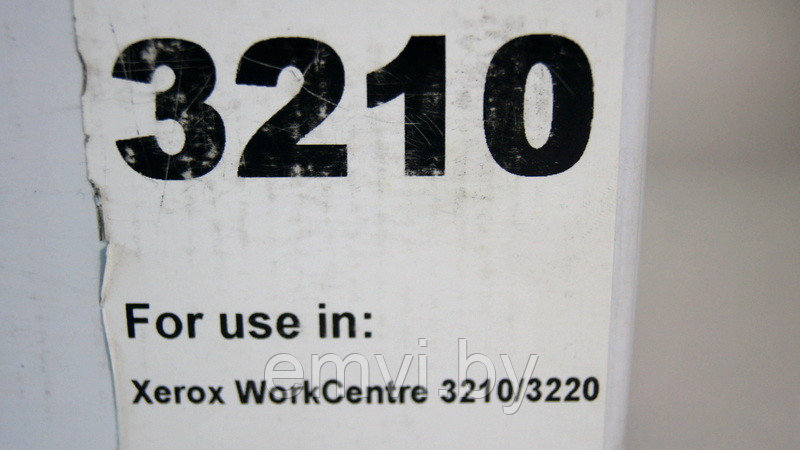 3210
For use in:
emvi.by
Xerox WorkCentre 3210/3220